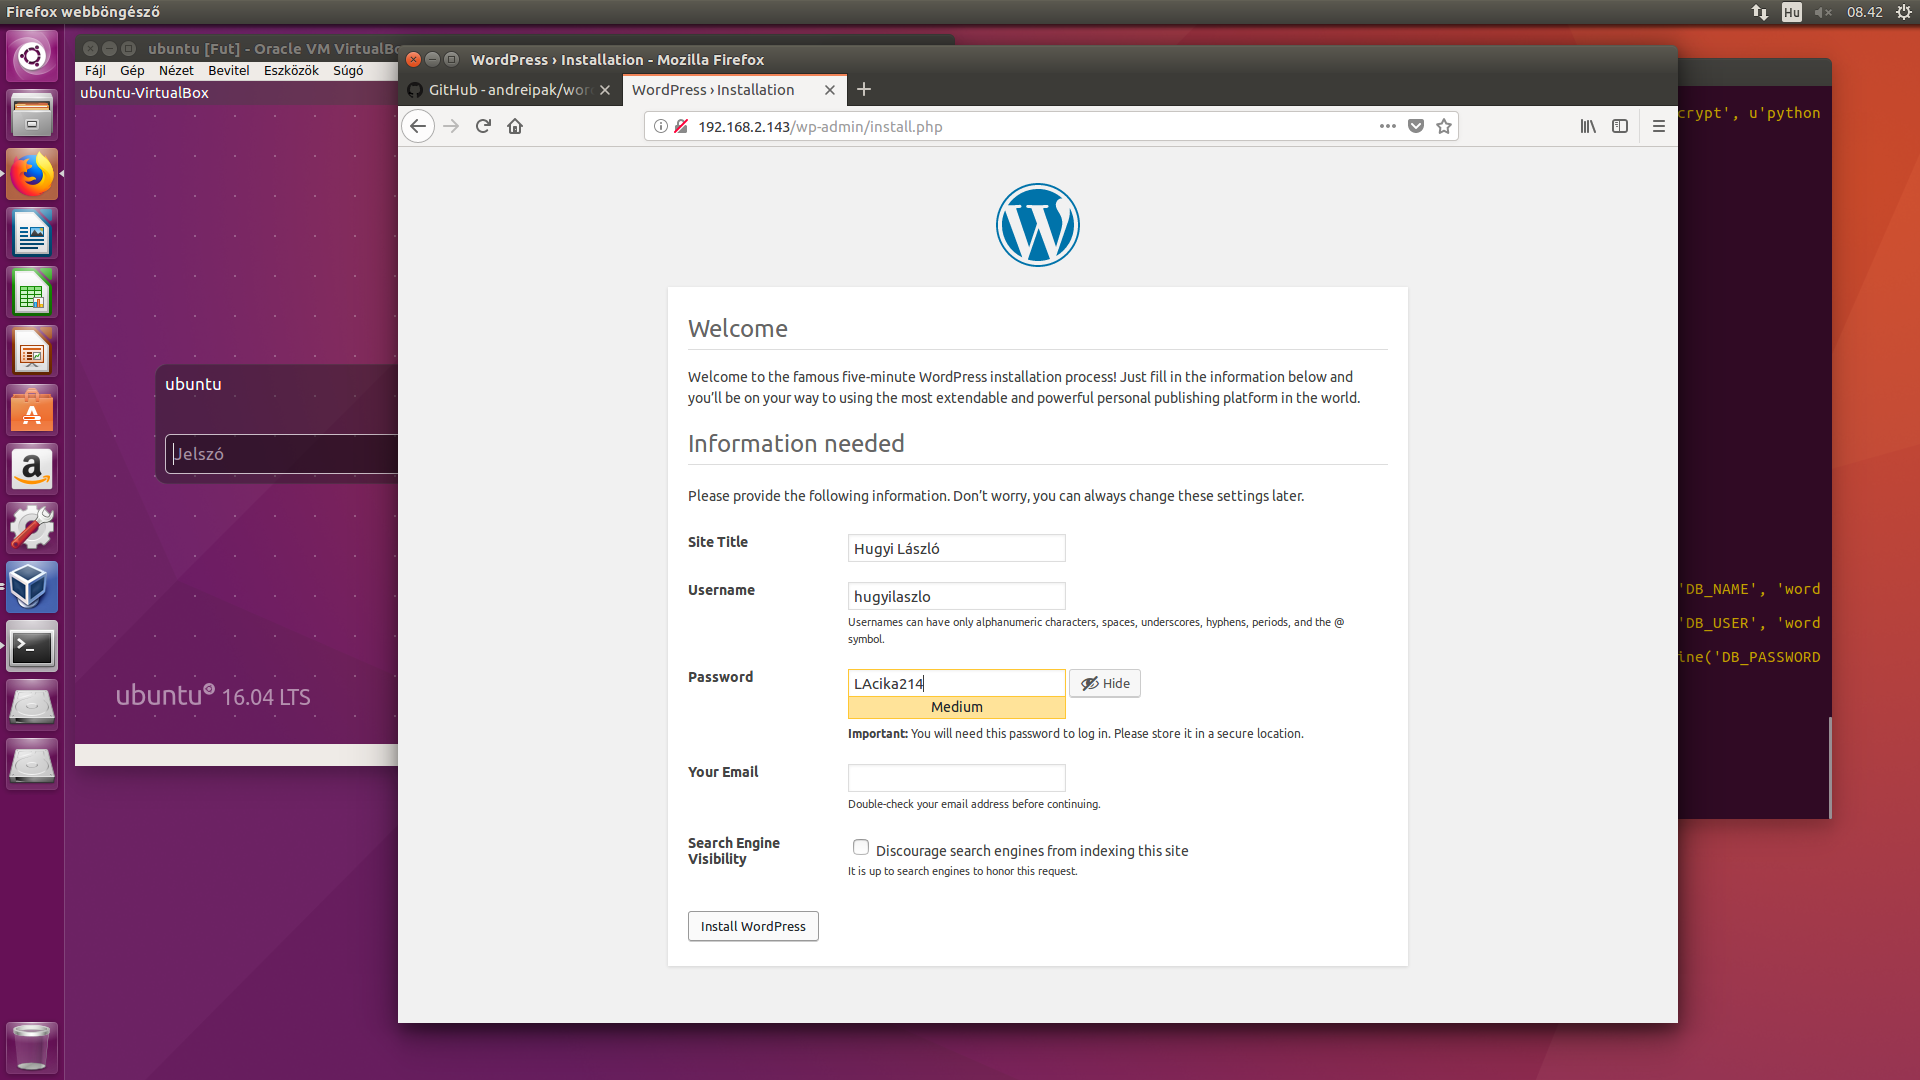 Firefox webböngésző
Hu
08.42
ubuntu [Fut] - Oracle VM VirtualBo
Fájl Gép Nézet Bevitel Eszközök Súgó
ubuntu-VirtualBox
ubuntu
Jelszó
ubuntu 16.04 LTS
WordPress › Installation - Mozilla Firefox
GitHub - andreipak/wor
WordPress › Installation
192.168.2.143/wp-admin/install.php
Welcome
Welcome to the famous five-minute WordPress installation process! Just fill in the information below and
you’ll be on your way to using the most extendable and powerful personal publishing platform in the world.
Information needed
Please provide the following information. Don’t worry, you can always change these settings later.
Site Title
Hugyi László
Username
hugyilaszlo
Usernames can have only alphanumeric characters, spaces, underscores, hyphens, periods, and the @
symbol.
Password
LAcika214
Hide
Medium
Important: You will need this password to log in. Please store it in a secure location.
Your Email
Double-check your email address before continuing.
Search Engine
Visibility
Discourage search engines from indexing this site
It is up to search engines to honor this request.
Install WordPress
crypt', u'python
'DB_NAME', 'word
'DB_USER', 'word
ine('DB_PASSWORD